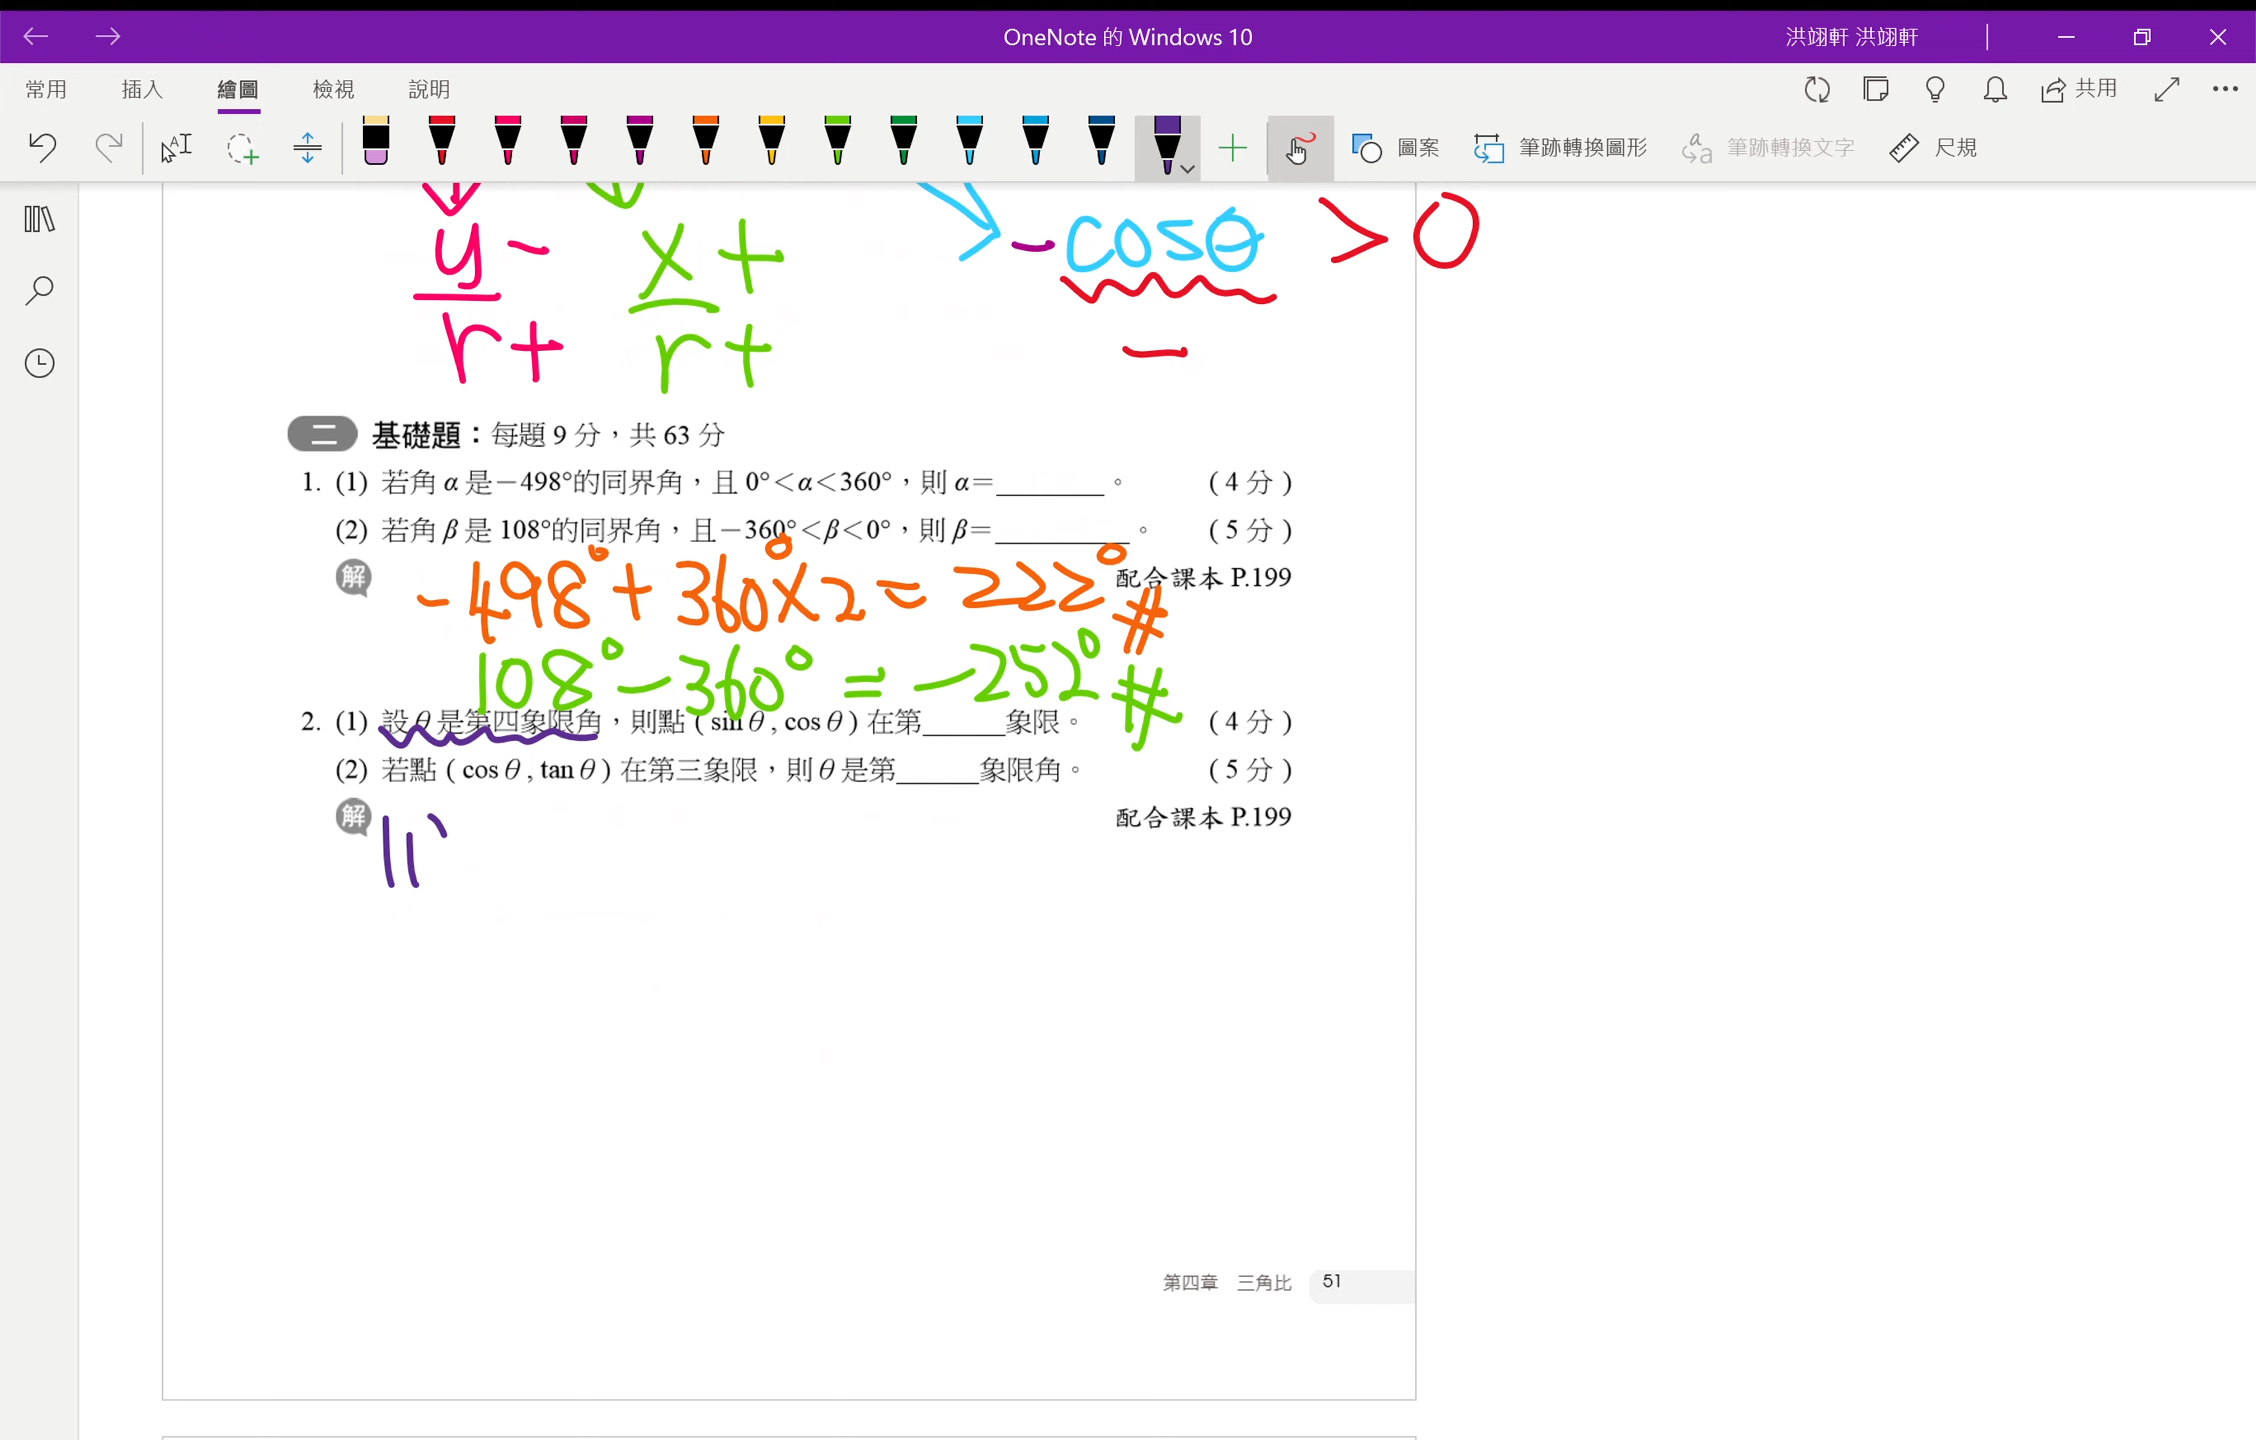 OneNote 的 Windows 10
洪翊軒 洪翊軒
常用 插入 繪圖 檢視 說明
共用
圖案 筆跡轉換圖形 筆跡轉換文字 尺規
y - x + - cosθ > 0
r + r +
-
二 基礎題：每題 9 分，共 63 分
1. (1) 若角 α 是－498°的同界角，且 0°＜α＜360°，則 α＝________。 （4 分）
(2) 若角 β 是 108°的同界角，且－360°＜β＜0°，則 β＝__________。 （5 分）
解 配合課本 P.199
-498° + 360° × 2 = 222° #
108° - 360° = -252° #
2. (1) 設 θ 是第四象限角，則點 ( sin θ , cos θ ) 在第______象限。 （4 分）
(2) 若點 ( cos θ , tan θ ) 在第三象限，則 θ 是第______象限角。 （5 分）
解 配合課本 P.199
第四章 三角比 51